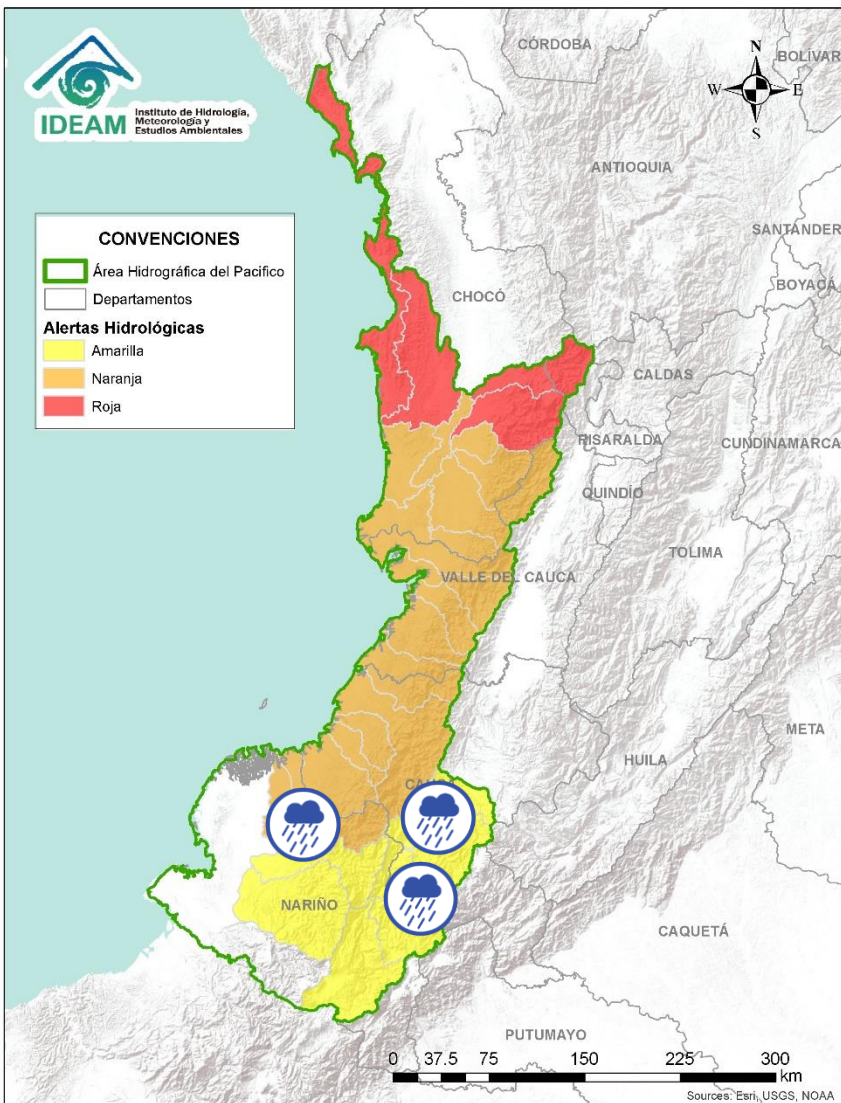 IDEAM
Instituto de Hidrología,
Meteorología y
Estudios Ambientales
CÓRDOBA
BOLÍVAR
N
W
E
S
ANTIOQUIA
SANTANDER
CONVENCIONES
Área Hidrográfica del Pacifico
Departamentos
Alertas Hidrológicas
Amarilla
Naranja
Roja
BOYACÁ
CHOCÓ
CALDAS
RISARALDA
CUNDINAMARCA
QUINDÍO
TOLIMA
VALLE DEL CAUCA
META
HUILA
CAUCA
NARIÑO
CAQUETÁ
PUTUMAYO
0 37.5 75 150 225 300
km
Sources: Esri, USGS, NOAA